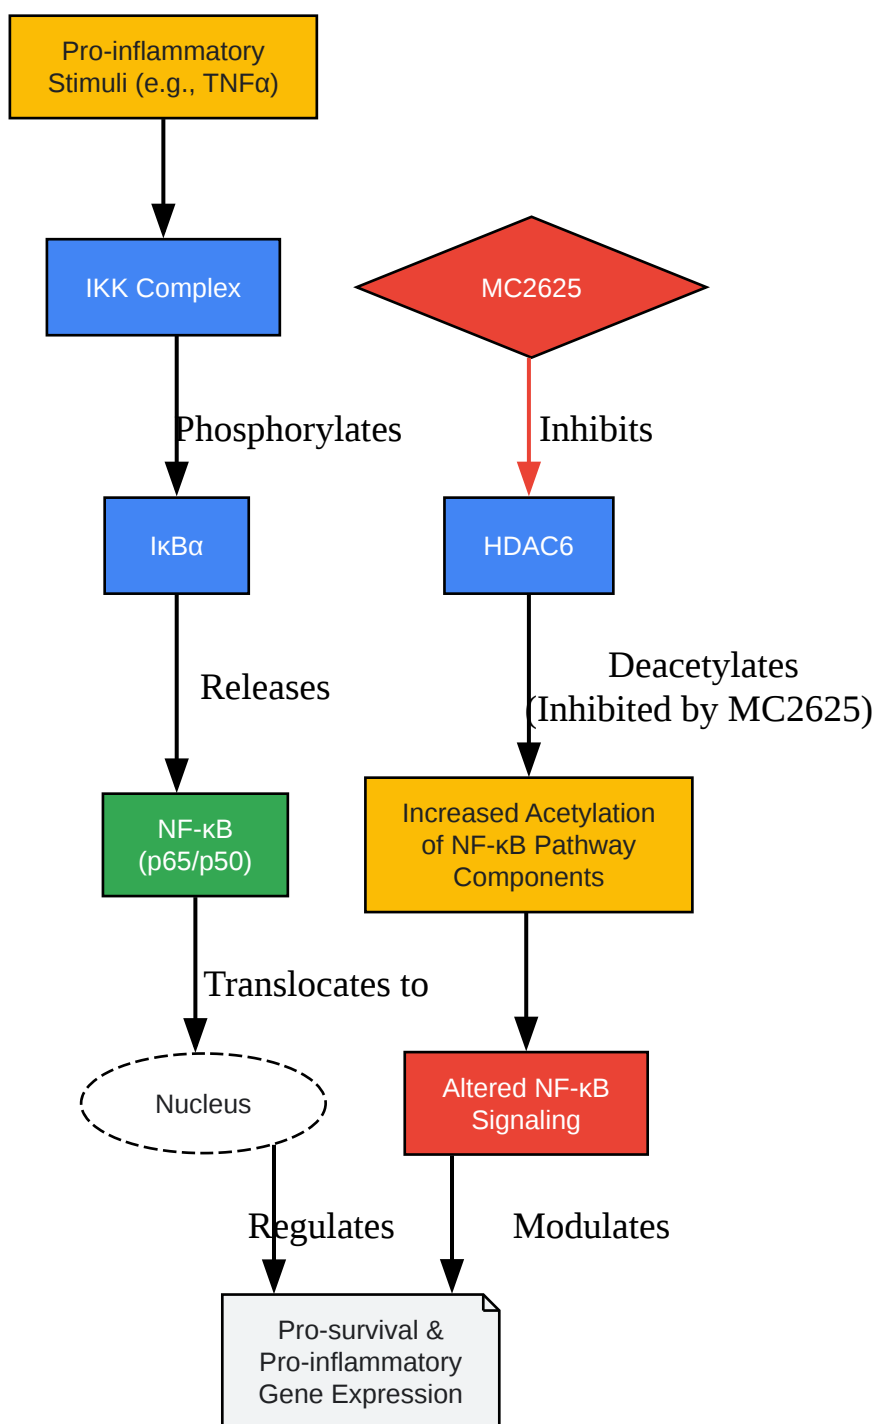 Pro-inflammatory
Stimuli (e.g., TNFα)
IKK Complex
MC2625
Phosphorylates
Inhibits
IκBα
HDAC6
Releases
Deacetylates
(Inhibited by MC2625)
NF-κB
(p65/p50)
Increased Acetylation
of NF-κB Pathway
Components
Translocates to
Nucleus
Altered NF-κB
Signaling
Regulates
Modulates
Pro-survival &
Pro-inflammatory
Gene Expression